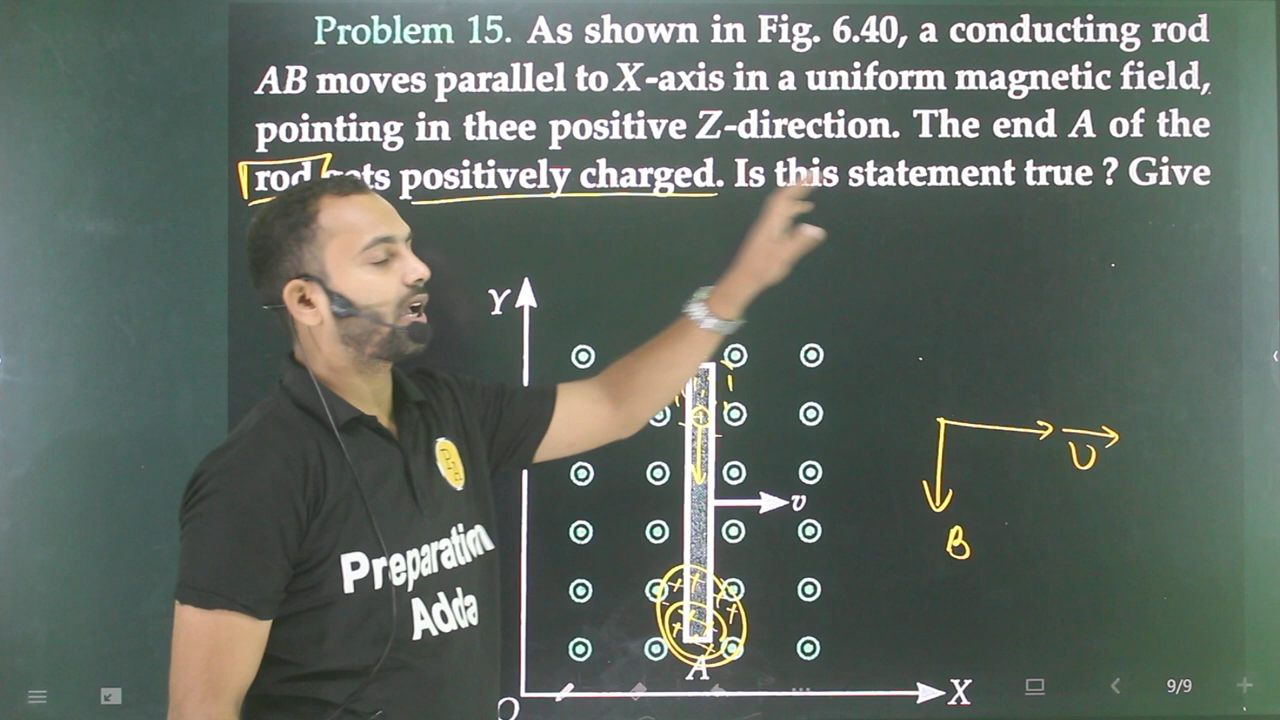 Problem 15. As shown in Fig. 6.40, a conducting rod
AB moves parallel to X-axis in a uniform magnetic field,
pointing in thee positive Z-direction. The end A of the
rod gets positively charged. Is this statement true ? Give
Y
v
υ
B
Preparation
Adda
A
O
X
9/9